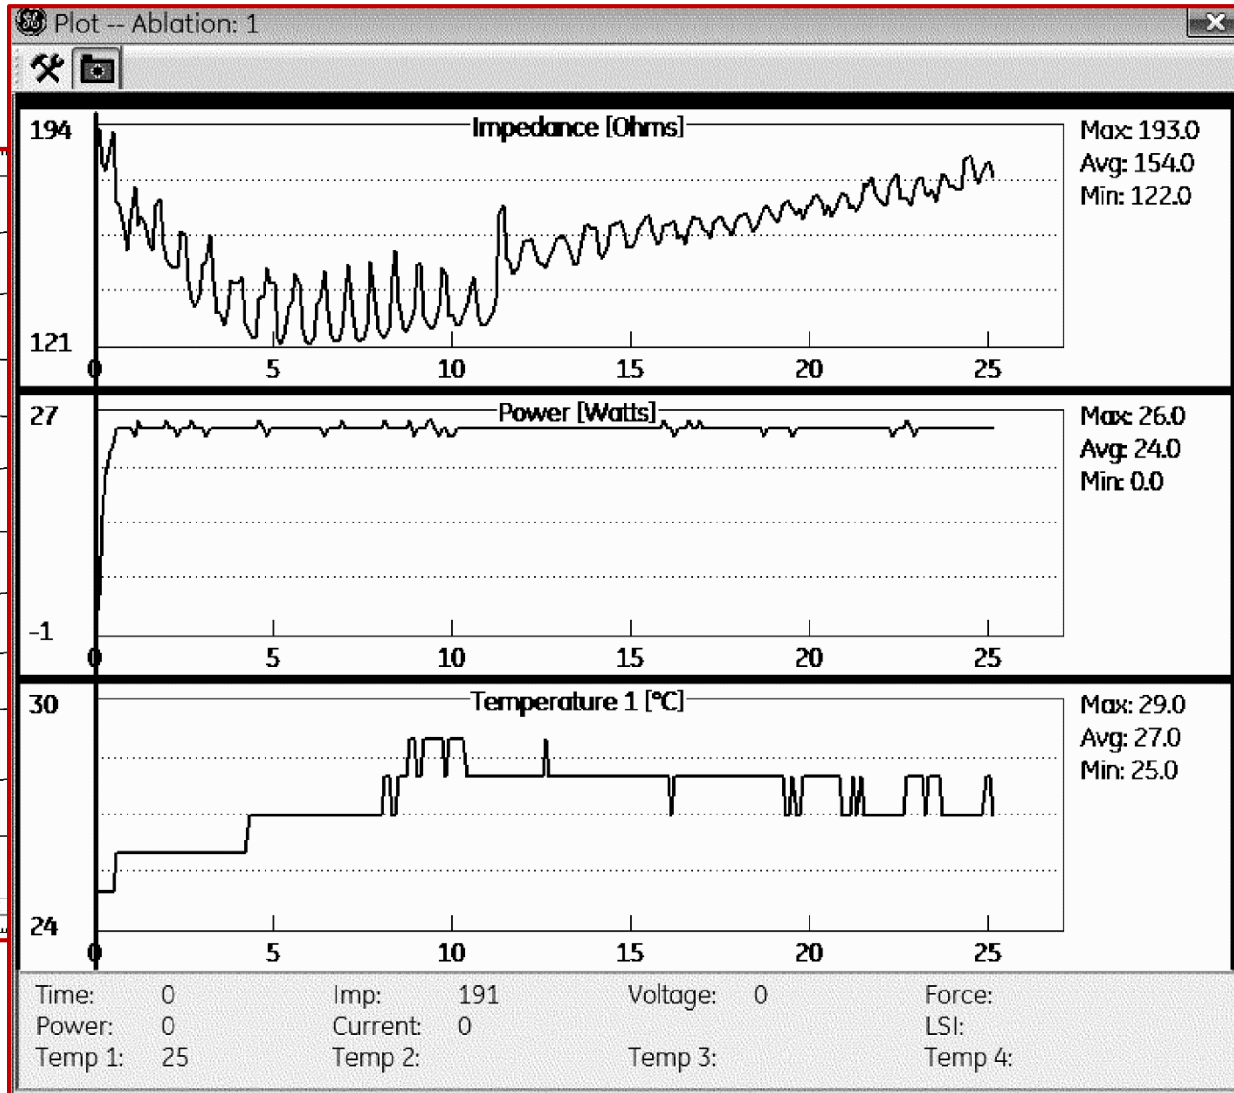 Plot -- Ablation: 1
X
Impedance [Ohms]
194
121
0 5 10 15 20 25
Max: 193.0
Avg: 154.0
Min: 122.0
Power [Watts]
27
-1
0 5 10 15 20 25
Max: 26.0
Avg: 24.0
Min: 0.0
Temperature 1 [°C]
30
24
0 5 10 15 20 25
Max: 29.0
Avg: 27.0
Min: 25.0
Time: 0 Imp: 191 Voltage: 0 Force:
Power: 0 Current: 0 LSI:
Temp 1: 25 Temp 2: Temp 3: Temp 4: